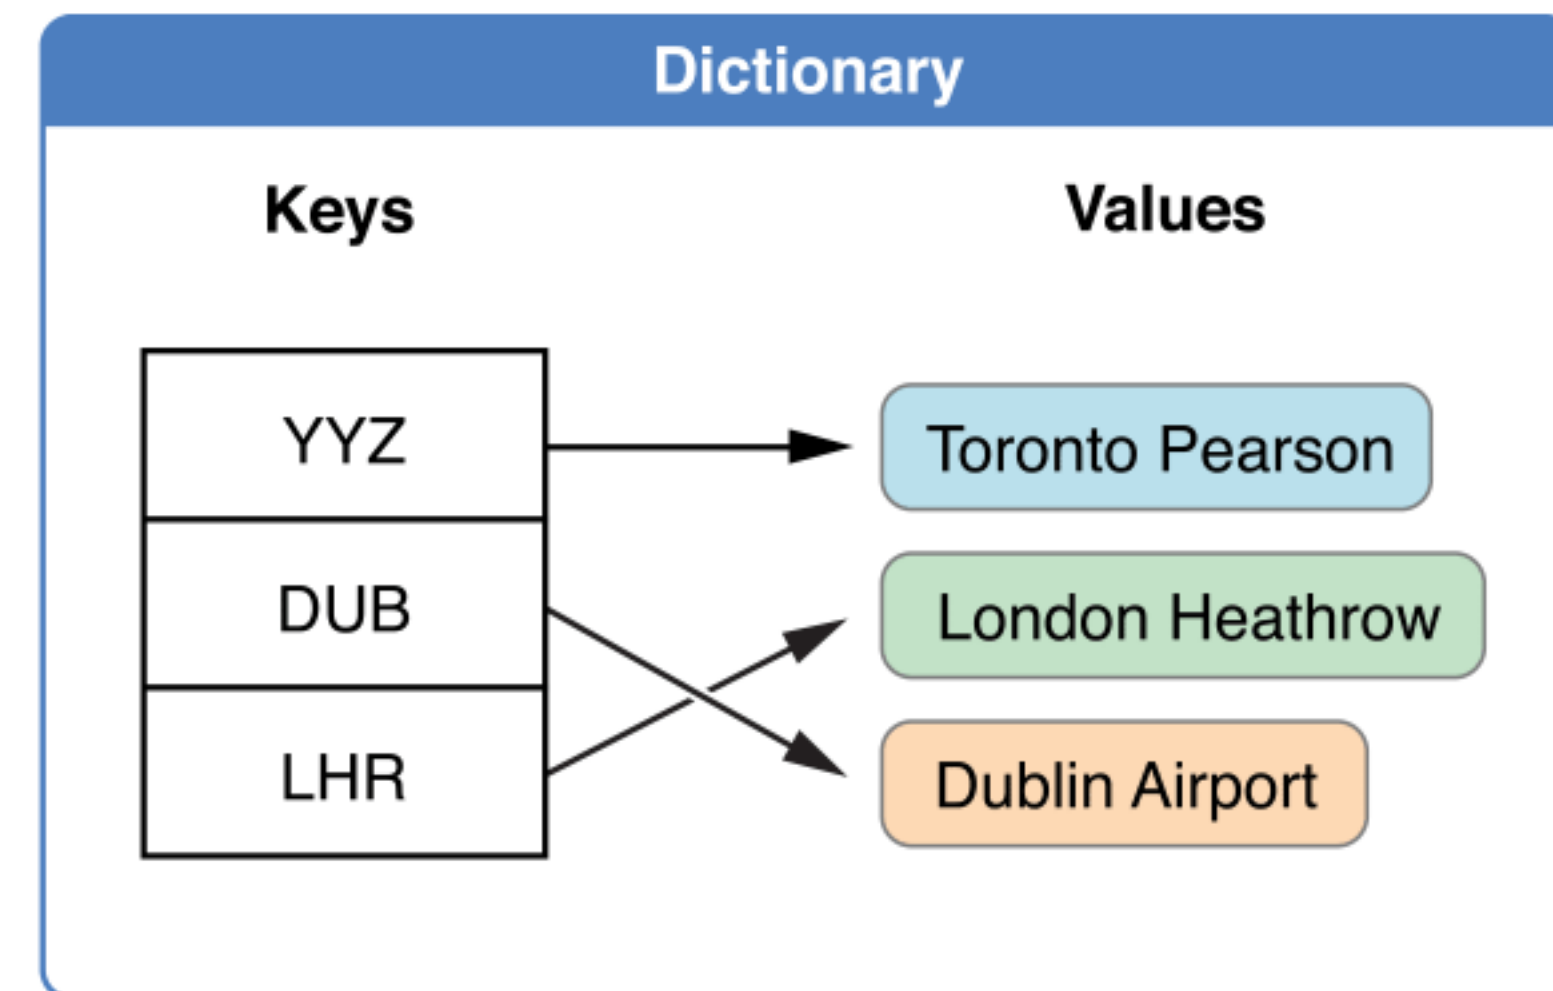 Dictionary
Keys
Values
YYZ
Toronto Pearson
DUB
London Heathrow
LHR
Dublin Airport